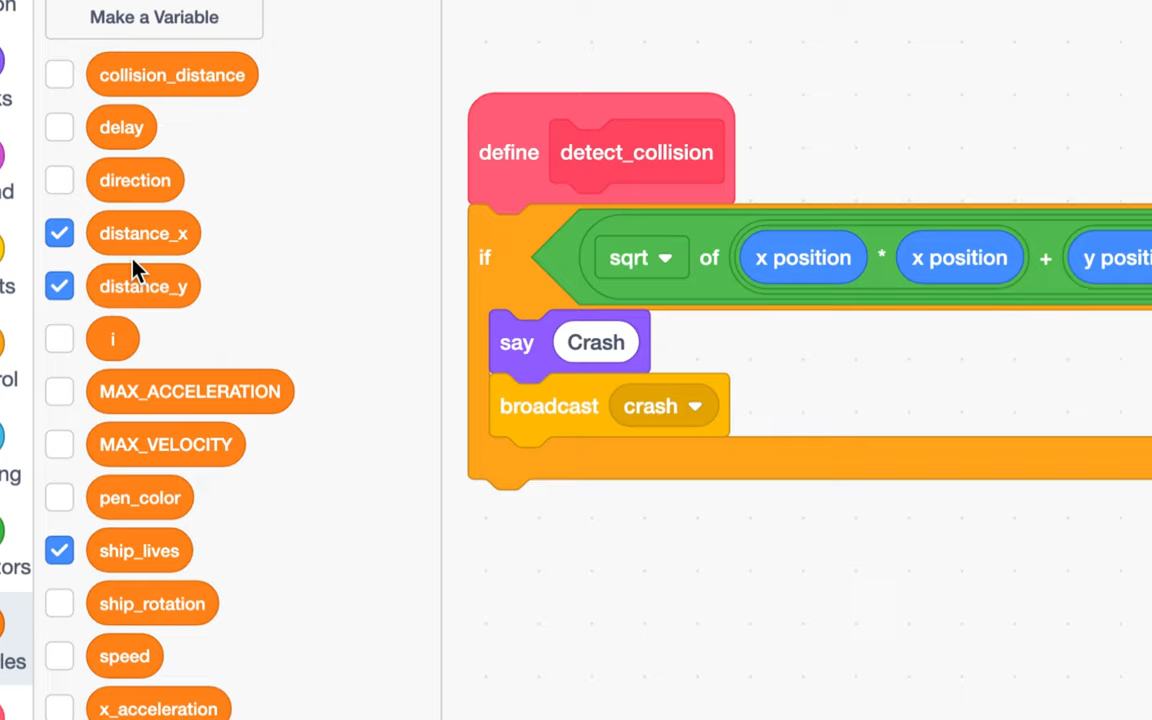 Make a Variable
collision_distance
delay
direction
distance_x
distance_y
i
MAX_ACCELERATION
MAX_VELOCITY
pen_color
ship_lives
ship_rotation
speed
x_acceleration
define detect_collision
if sqrt of x position * x position + y positi
say Crash
broadcast crash